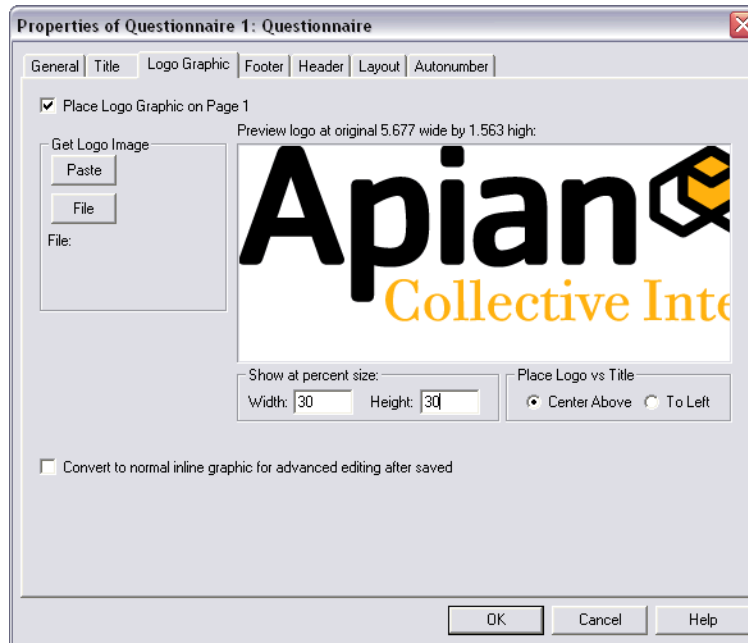 Properties of Questionnaire 1: Questionnaire
General Title Logo Graphic Footer Header Layout Autonumber
Place Logo Graphic on Page 1
Preview logo at original 5.677 wide by 1.563 high:
Get Logo Image
Paste
File
File:
Apian
Collective Inte
Show at percent size:
Width: 30 Height: 30
Place Logo vs Title
Center Above To Left
Convert to normal inline graphic for advanced editing after saved
OK Cancel Help